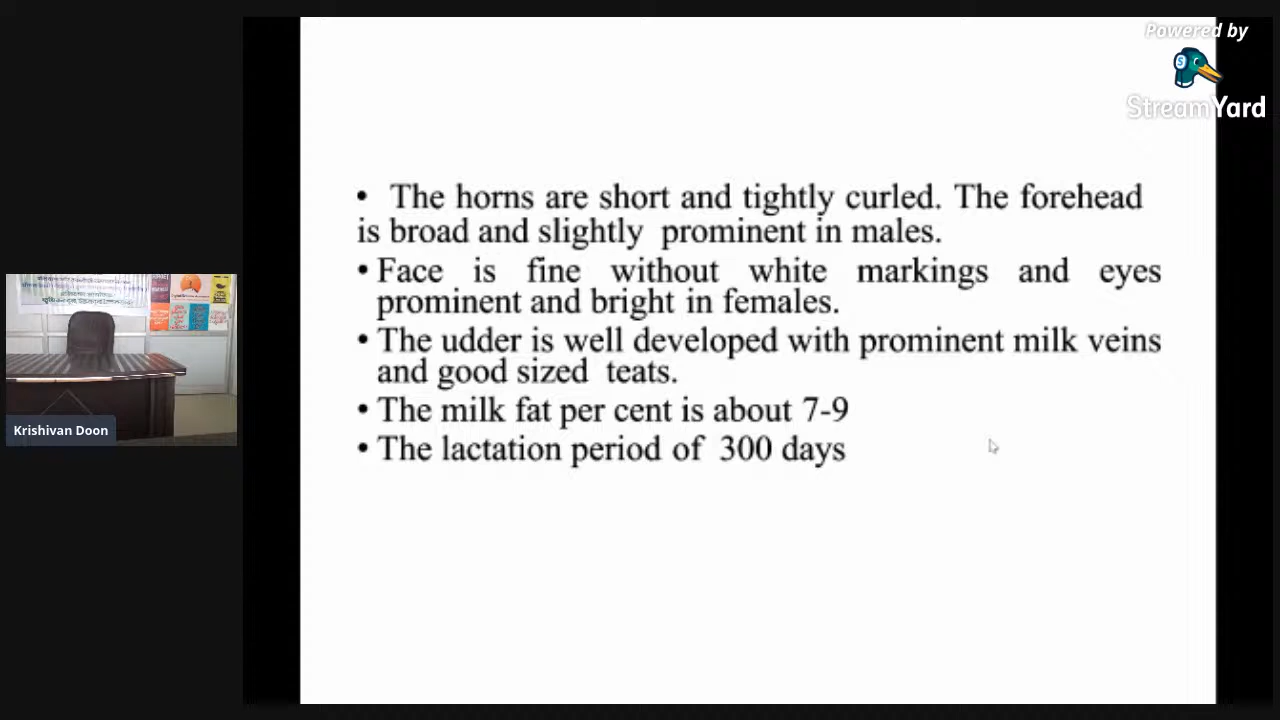 Powered by
StreamYard
• The horns are short and tightly curled. The forehead
is broad and slightly prominent in males.
• Face is fine without white markings and eyes
prominent and bright in females.
• The udder is well developed with prominent milk veins
and good sized teats.
• The milk fat per cent is about 7-9
• The lactation period of 300 days
Krishivan Doon